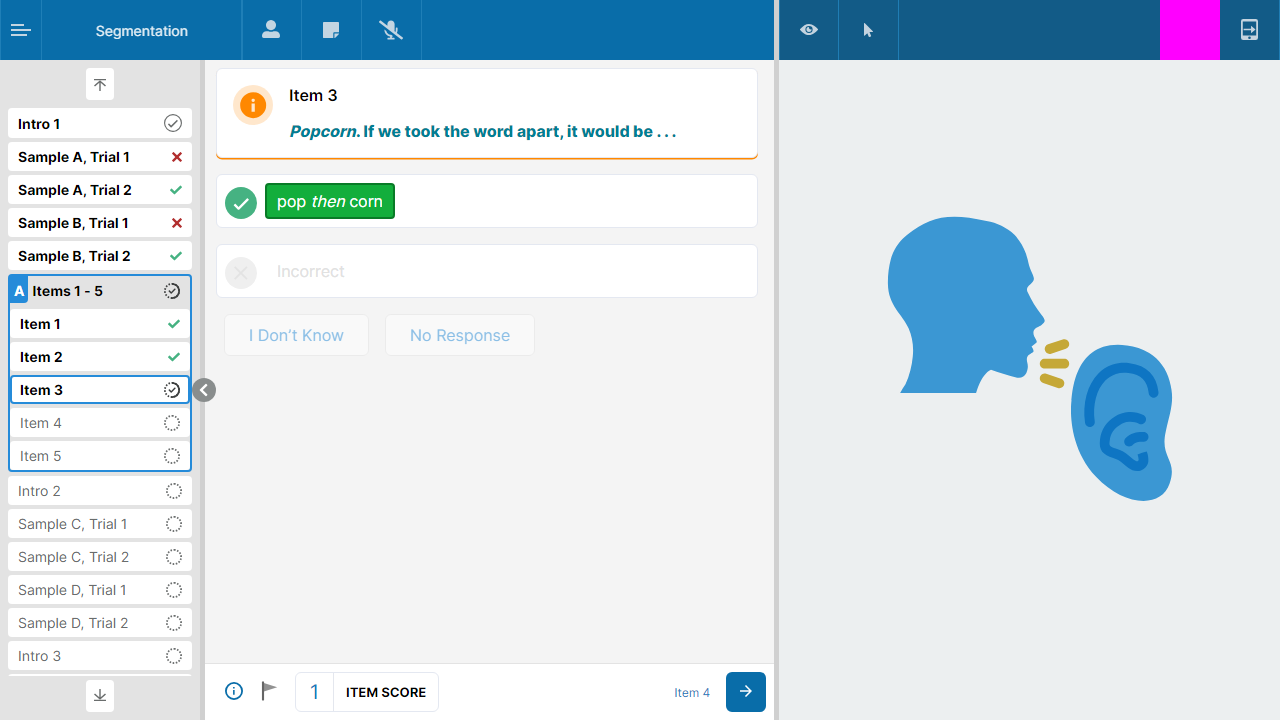 Segmentation
Intro 1
Sample A, Trial 1
Sample A, Trial 2
Sample B, Trial 1
Sample B, Trial 2
A Items 1 - 5
Item 1
Item 2
Item 3
Item 4
Item 5
Intro 2
Sample C, Trial 1
Sample C, Trial 2
Sample D, Trial 1
Sample D, Trial 2
Intro 3
Item 3
Popcorn. If we took the word apart, it would be . . .
pop then corn
Incorrect
I Don't Know
No Response
1 ITEM SCORE
Item 4